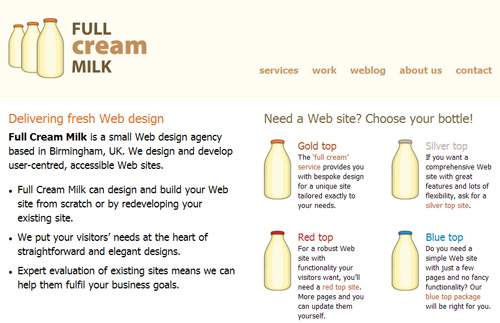 FULL
cream
MILK
services work weblog about us contact
Delivering fresh Web design
Full Cream Milk is a small Web design agency
based in Birmingham, UK. We design and develop
user-centred, accessible Web sites.
• Full Cream Milk can design and build your Web
site from scratch or by redeveloping your
existing site.
• We put your visitors' needs at the heart of
straightforward and elegant designs.
• Expert evaluation of existing sites means we can
help them fulfil your business goals.
Need a Web site? Choose your bottle!
Gold top
The 'full cream'
service provides you
with bespoke design
for a unique site
tailored exactly to
your needs.
Silver top
If you want a
comprehensive Web
site with great
features and lots of
flexibility, ask for a
silver top site.
Red top
For a robust Web
site with
functionality your
visitors want, you'll
need a red top site.
More pages and you
can update them
yourself.
Blue top
Do you need a
simple Web site
with just a few
pages and no fancy
functionality? Our
blue top package
will be right for you.